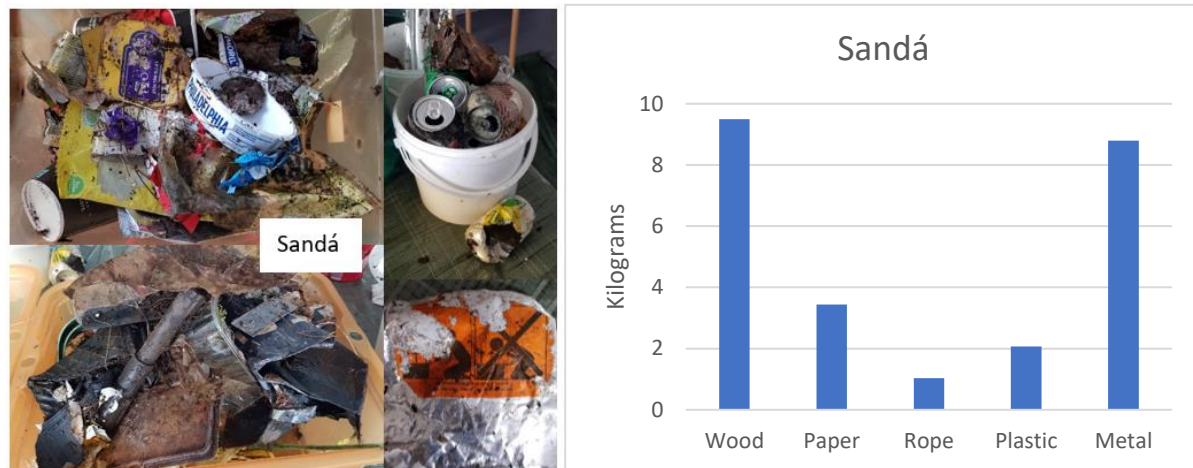 PHILADELPHIA
Sandá
Sandá
Kilograms
10
8
6
4
2
0
Wood Paper Rope Plastic Metal